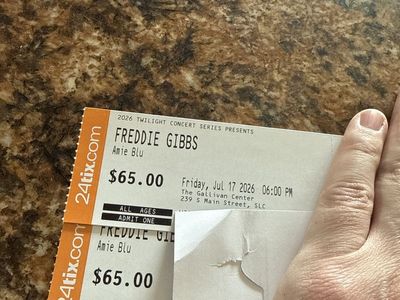 2026 TWILIGHT CONCERT SERIES PRESENTS
FREDDIE GIBBS
Amie Blu
$65.00
Friday, Jul 17 2026 06:00 PM
The Gallivan Center
239 S Main Street, SLC
ALL AGES
ADMIT ONE
24tix.com
FREDDIE
Amie Blu
$65.00
24tix.com